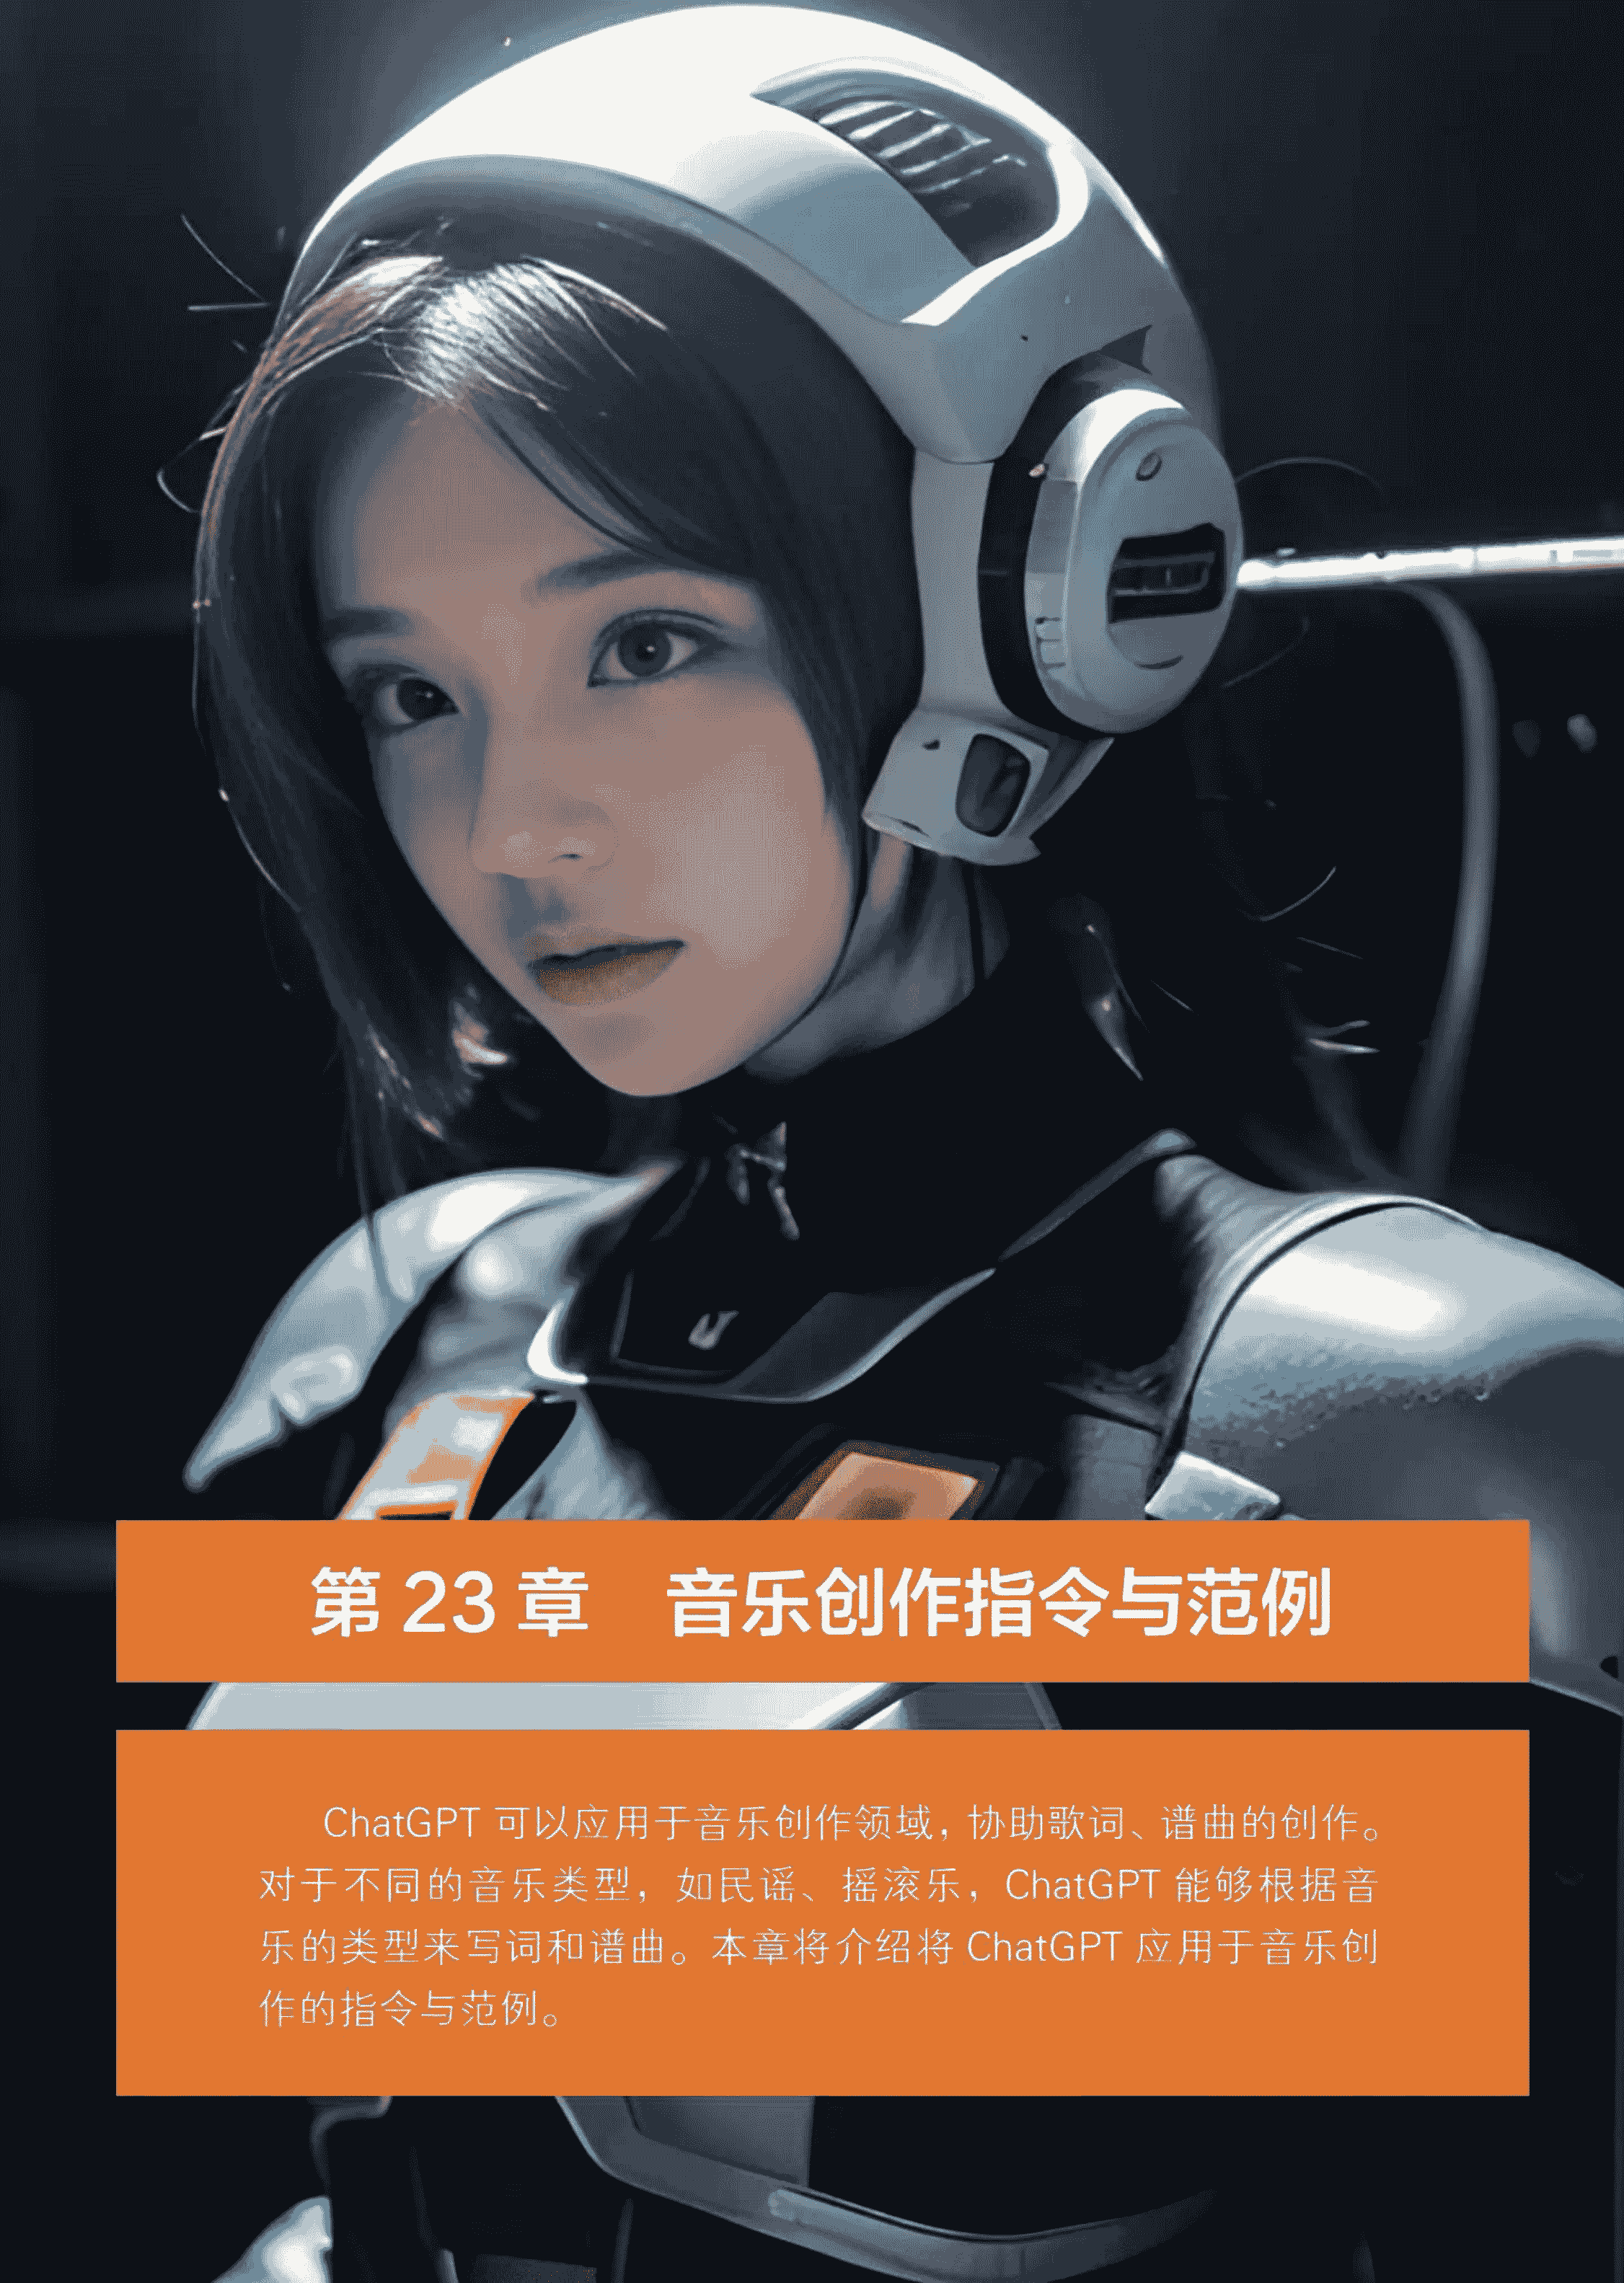 第 23 章　音乐创作指令与范例
ChatGPT 可以应用于音乐创作领域，协助歌词、谱曲的创作。
对于不同的音乐类型，如民谣、摇滚乐，ChatGPT 能够根据音
乐的类型来写词和谱曲。本章将介绍将 ChatGPT 应用于音乐创
作的指令与范例。